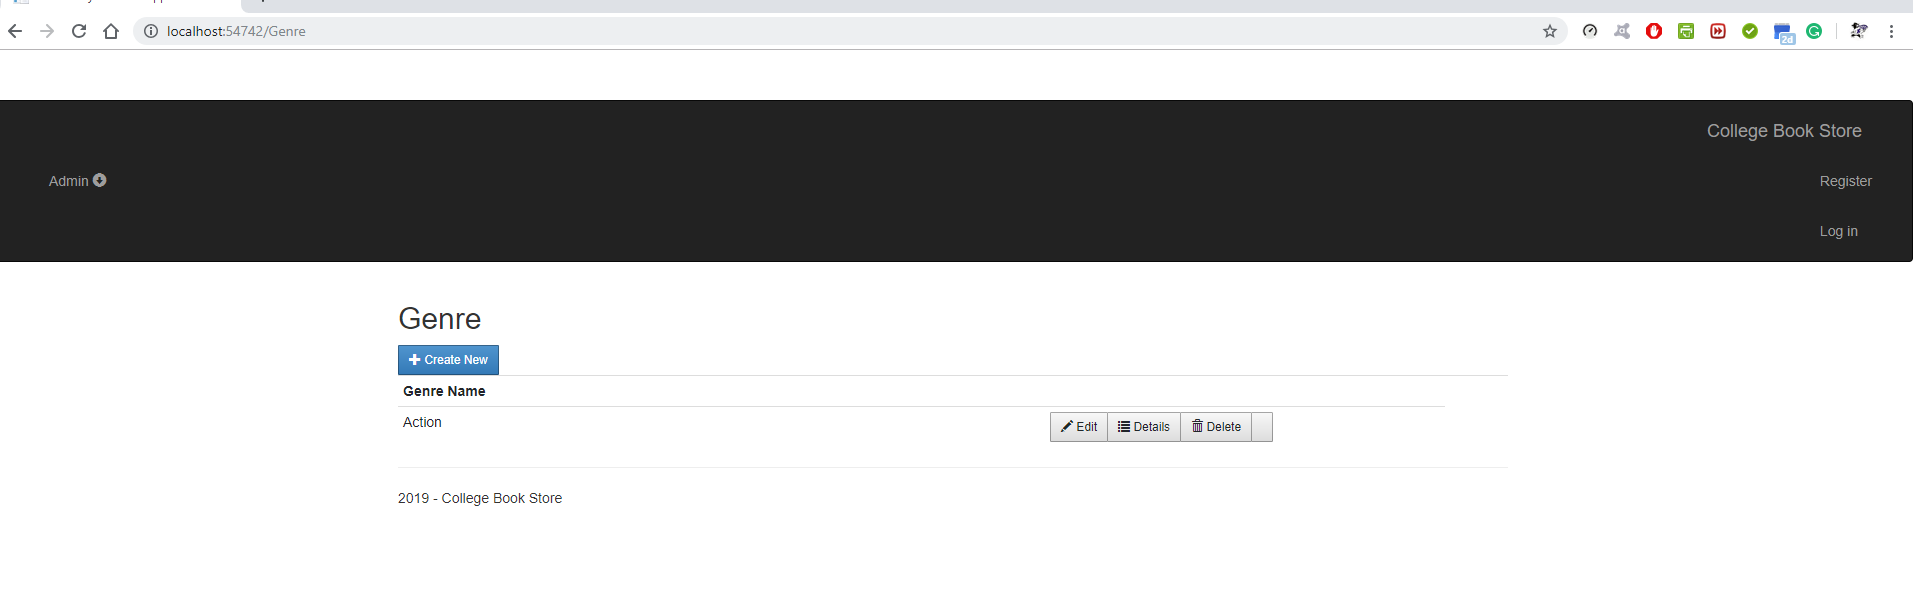 localhost:54742/Genre
2d
College Book Store
Admin
Register
Log in
Genre
Create New
Genre Name
Action Edit Details Delete
2019 - College Book Store